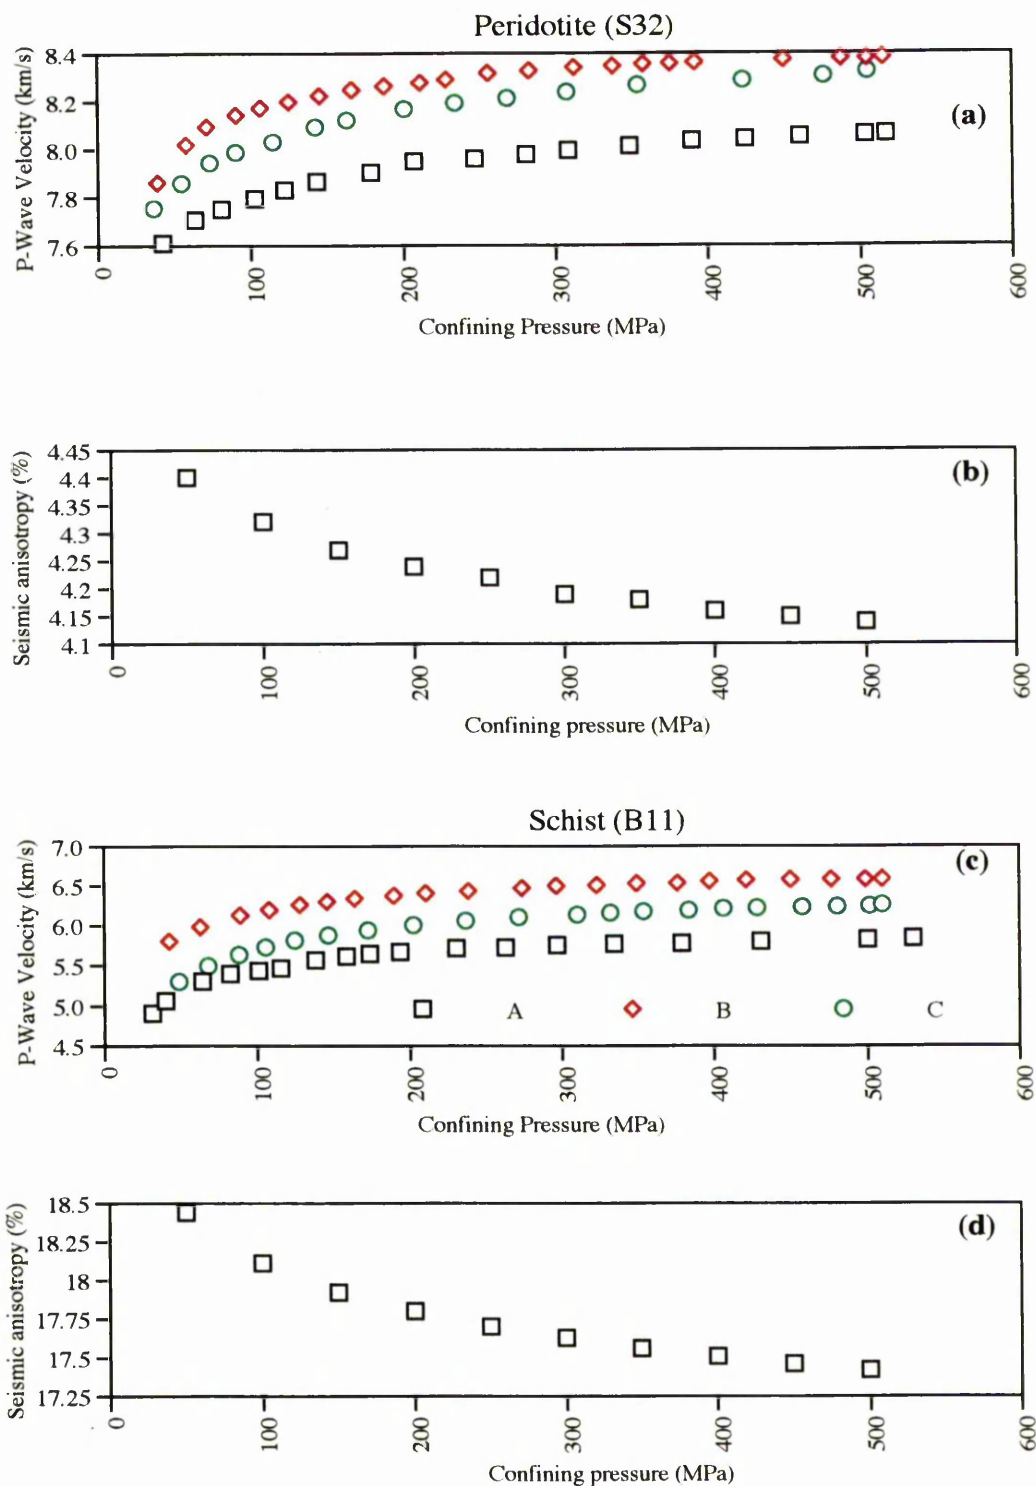 Peridotite (S32)
P-Wave Velocity (km/s)
8.4
8.2
8.0
7.8
7.6
(a)
0 100 200 300 400 500 600
Confining Pressure (MPa)
Seismic anisotropy (%)
4.45
4.4
4.35
4.3
4.25
4.2
4.15
4.1
(b)
0 100 200 300 400 500 600
Confining pressure (MPa)
Schist (B11)
P-Wave Velocity (km/s)
7.0
6.5
6.0
5.5
5.0
4.5
(c)
A B C
0 100 200 300 400 500 600
Confining Pressure (MPa)
Seismic anisotropy (%)
18.5
18.25
18
17.75
17.5
17.25
(d)
0 100 200 300 400 500 600
Confining pressure (MPa)